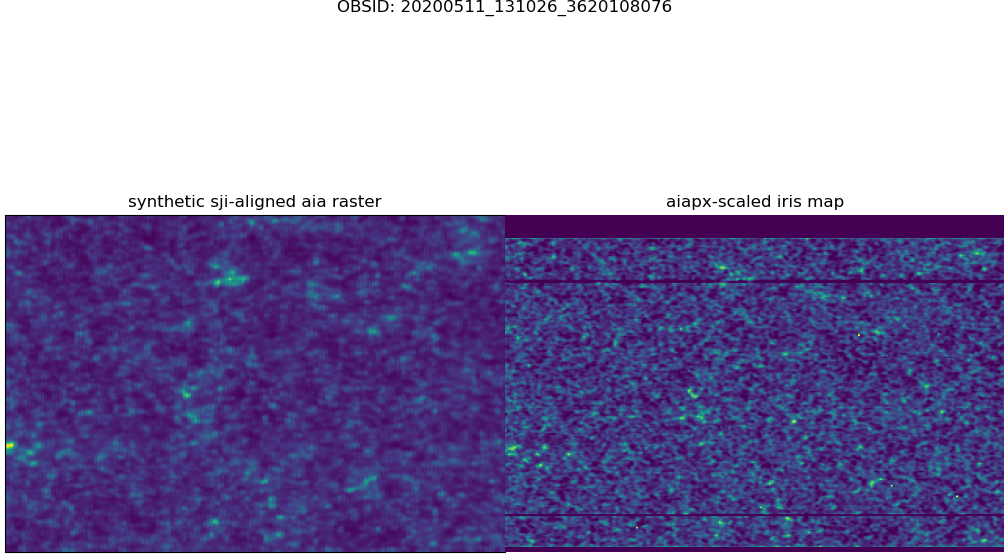 OBSID: 20200511_131026_3620108076
synthetic sji-aligned aia raster
aiapx-scaled iris map